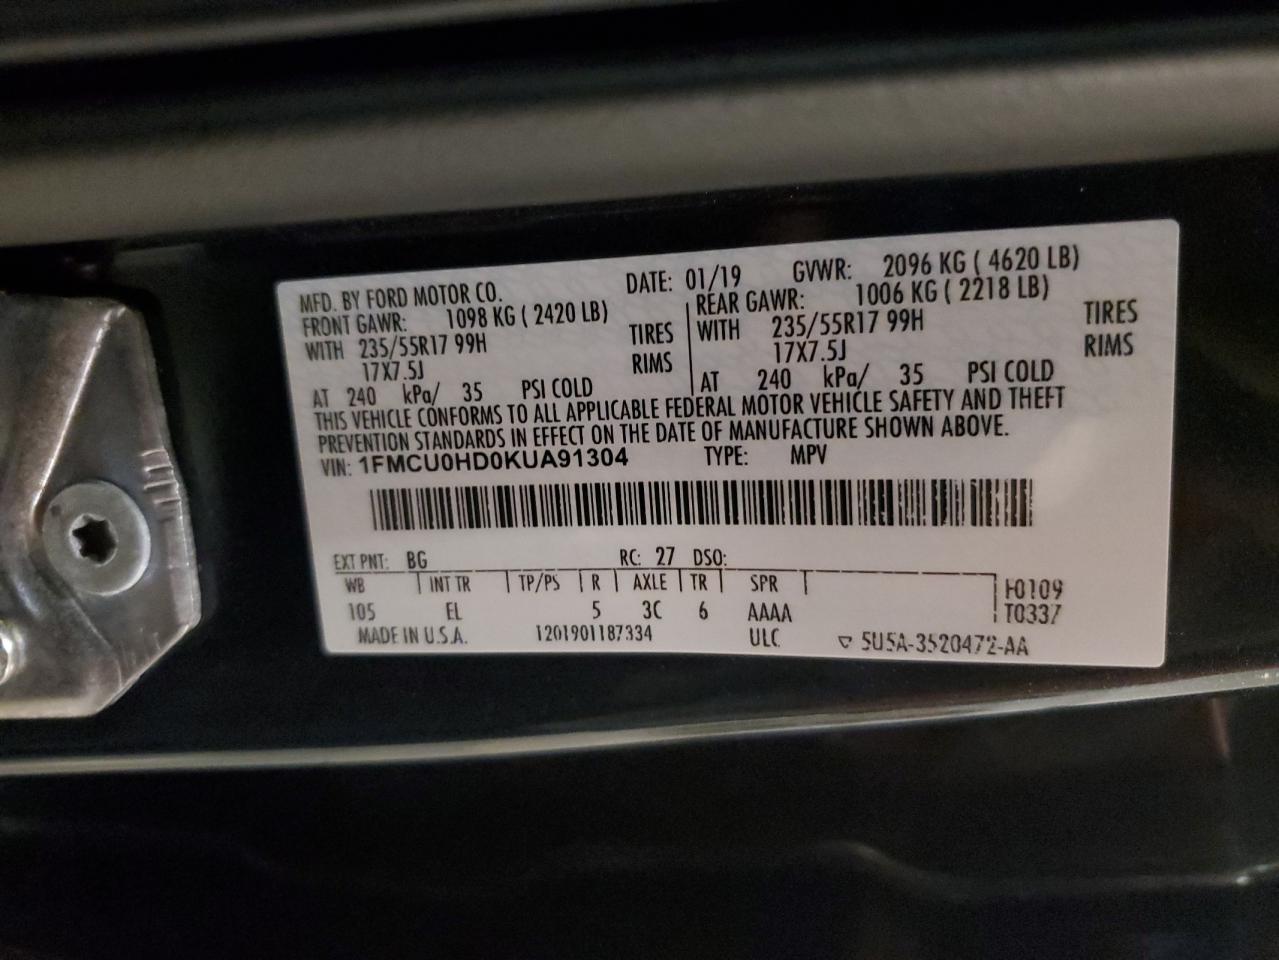 MFD. BY FORD MOTOR CO. DATE: 01/19 GVWR: 2096 KG ( 4620 LB)
FRONT GAWR: 1098 KG ( 2420 LB) REAR GAWR: 1006 KG ( 2218 LB)
WITH 235/55R17 99H TIRES WITH 235/55R17 99H TIRES
17X7.5J RIMS 17X7.5J RIMS
AT 240 kPa/ 35 PSI COLD AT 240 kPa/ 35 PSI COLD
THIS VEHICLE CONFORMS TO ALL APPLICABLE FEDERAL MOTOR VEHICLE SAFETY AND THEFT
PREVENTION STANDARDS IN EFFECT ON THE DATE OF MANUFACTURE SHOWN ABOVE.
VIN: 1FMCU0HD0KUA91304 TYPE: MPV
EXT PNT: BG RC: 27 DSO:
WB INT TR TP/PS R AXLE TR SPR F0109
105 EL 5 3C 6 AAAA T0337
MADE IN U.S.A. 1201901187334 ULC 5U5A-3520472-AA